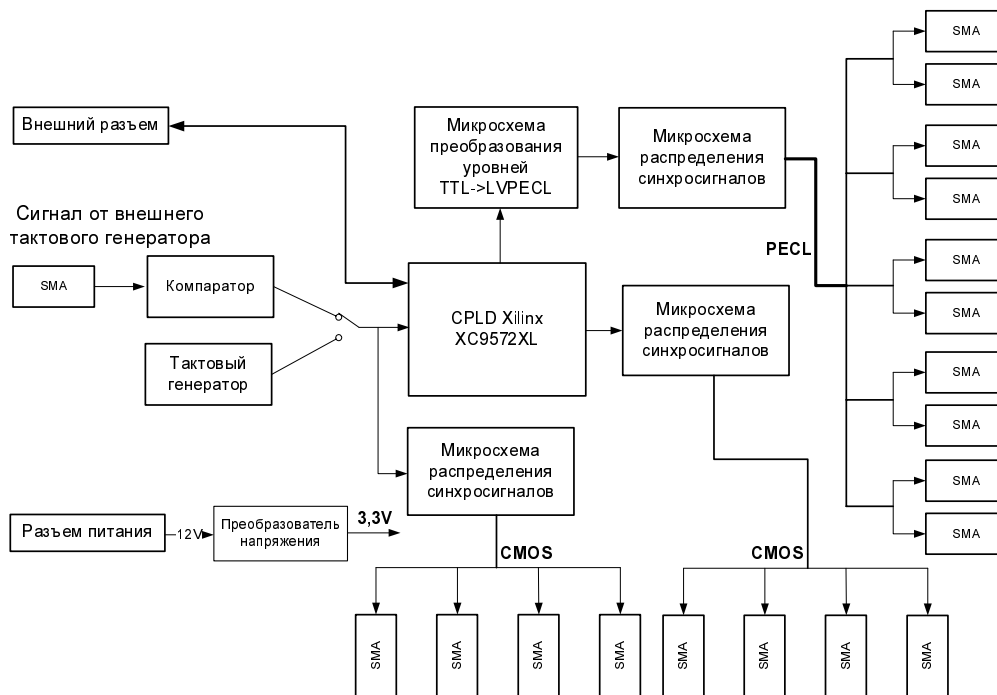 SMA
SMA
Внешний разъем
Микросхема
преобразования
уровней
TTL->LVPECL
Микросхема
распределения
синхросигналов
SMA
SMA
Сигнал от внешнего
тактового генератора
PECL
SMA
SMA
Компаратор
CPLD Xilinx
XC9572XL
Микросхема
распределения
синхросигналов
SMA
Тактовый
генератор
SMA
SMA
Микросхема
распределения
синхросигналов
SMA
SMA
Разъем питания
12V
Преобразователь
напряжения
3,3V
CMOS
CMOS
SMA
SMA
SMA
SMA
SMA
SMA
SMA
SMA